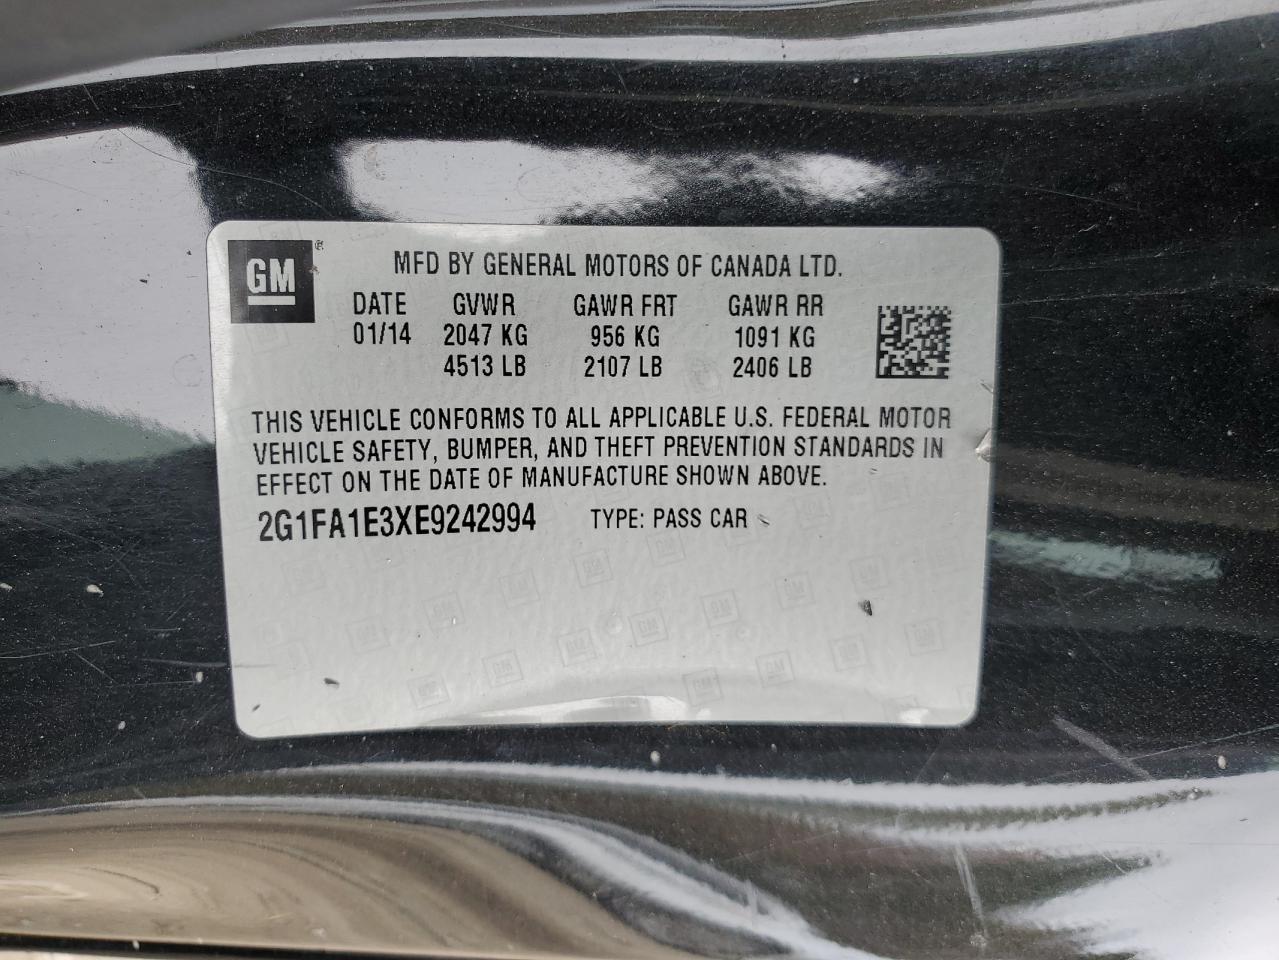 GM ® MFD BY GENERAL MOTORS OF CANADA LTD.
DATE GVWR GAWR FRT GAWR RR
01/14 2047 KG 956 KG 1091 KG
4513 LB 2107 LB 2406 LB
THIS VEHICLE CONFORMS TO ALL APPLICABLE U.S. FEDERAL MOTOR
VEHICLE SAFETY, BUMPER, AND THEFT PREVENTION STANDARDS IN
EFFECT ON THE DATE OF MANUFACTURE SHOWN ABOVE.
2G1FA1E3XE9242994 TYPE: PASS CAR